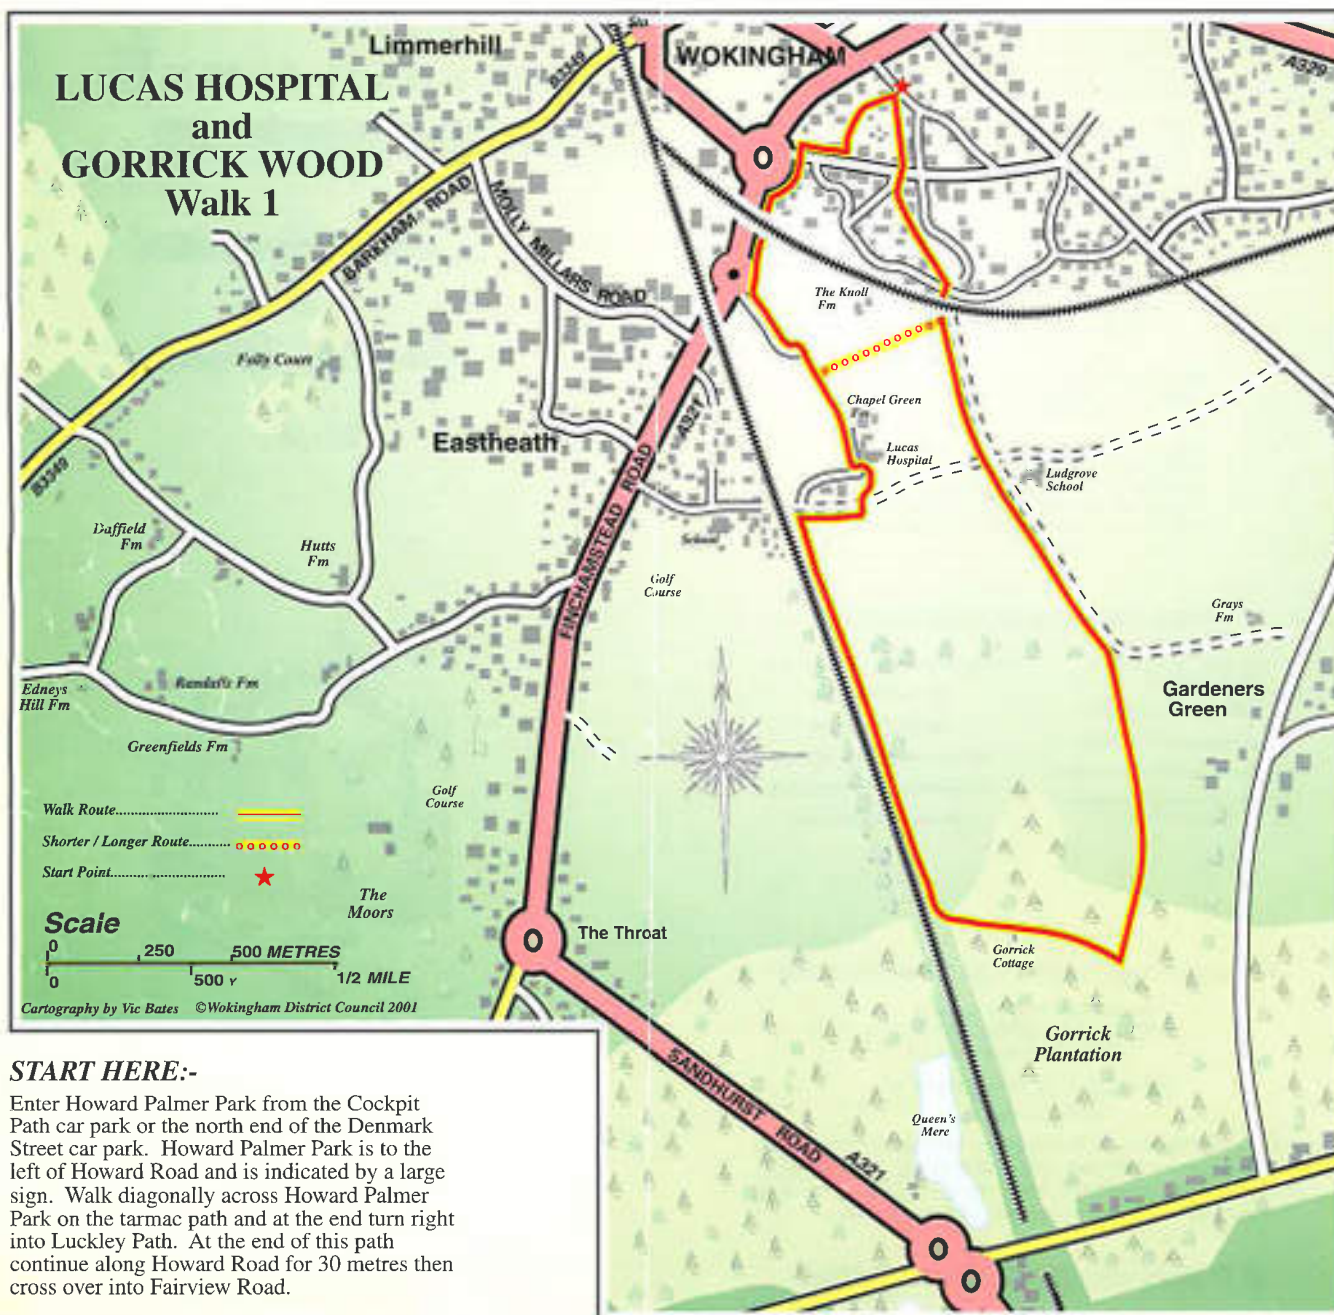 LUCAS HOSPITAL
and
GORRICK WOOD
Walk 1
Limmerhill
WOKINGHAM
B3349
A329
BARKHAM ROAD
MOLLY MILLARS ROAD
The Knoll
Fm
Folly Court
Chapel Green
Fm
A321
Eastheath
Lucas
Hospital
Ludgrove
School
B3349
Daffield
Fm
Hutts
Fm
School
FINCHAMSTEAD ROAD
Golf
Course
Grays
Fm
Edneys
Hill Fm
Randalls Fm
Gardeners
Green
Greenfields Fm
Golf
Course
Walk Route
Shorter / Longer Route
Start Point
The
Moors
The Throat
Gorrick
Cottage
Scale
0 250 500 METRES
0 500 Y 1/2 MILE
Cartography by Vic Bates ©Wokingham District Council 2001
Gorrick
Plantation
SANDHURST ROAD A321
Queen's
Mere
START HERE:-
Enter Howard Palmer Park from the Cockpit
Path car park or the north end of the Denmark
Street car park. Howard Palmer Park is to the
left of Howard Road and is indicated by a large
sign. Walk diagonally across Howard Palmer
Park on the tarmac path and at the end turn right
into Luckley Path. At the end of this path
continue along Howard Road for 30 metres then
cross over into Fairview Road.